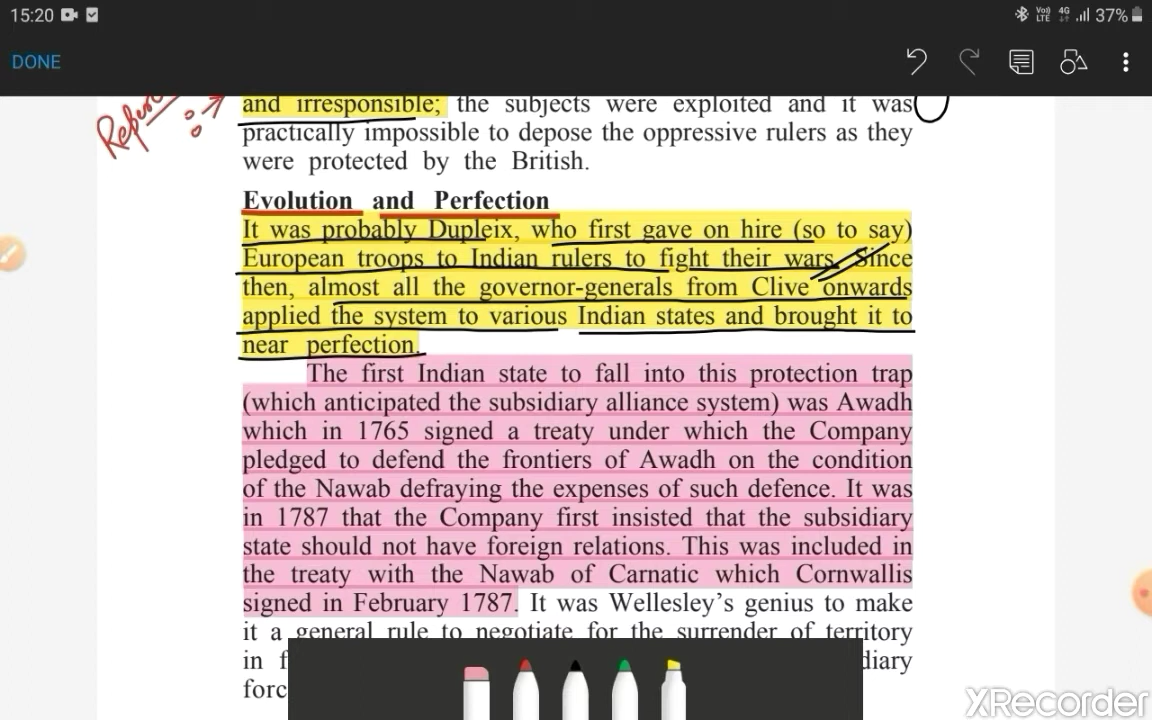 15:20
Vo)) LTE 4G 37%
DONE
Refer
and irresponsible; the subjects were exploited and it was
practically impossible to depose the oppressive rulers as they
were protected by the British.
Evolution and Perfection
It was probably Dupleix, who first gave on hire (so to say)
European troops to Indian rulers to fight their wars. Since
then, almost all the governor-generals from Clive onwards
applied the system to various Indian states and brought it to
near perfection.
The first Indian state to fall into this protection trap
(which anticipated the subsidiary alliance system) was Awadh
which in 1765 signed a treaty under which the Company
pledged to defend the frontiers of Awadh on the condition
of the Nawab defraying the expenses of such defence. It was
in 1787 that the Company first insisted that the subsidiary
state should not have foreign relations. This was included in
the treaty with the Nawab of Carnatic which Cornwallis
signed in February 1787. It was Wellesley's genius to make
it a general rule to negotiate for the surrender of territory
in
XRecorder